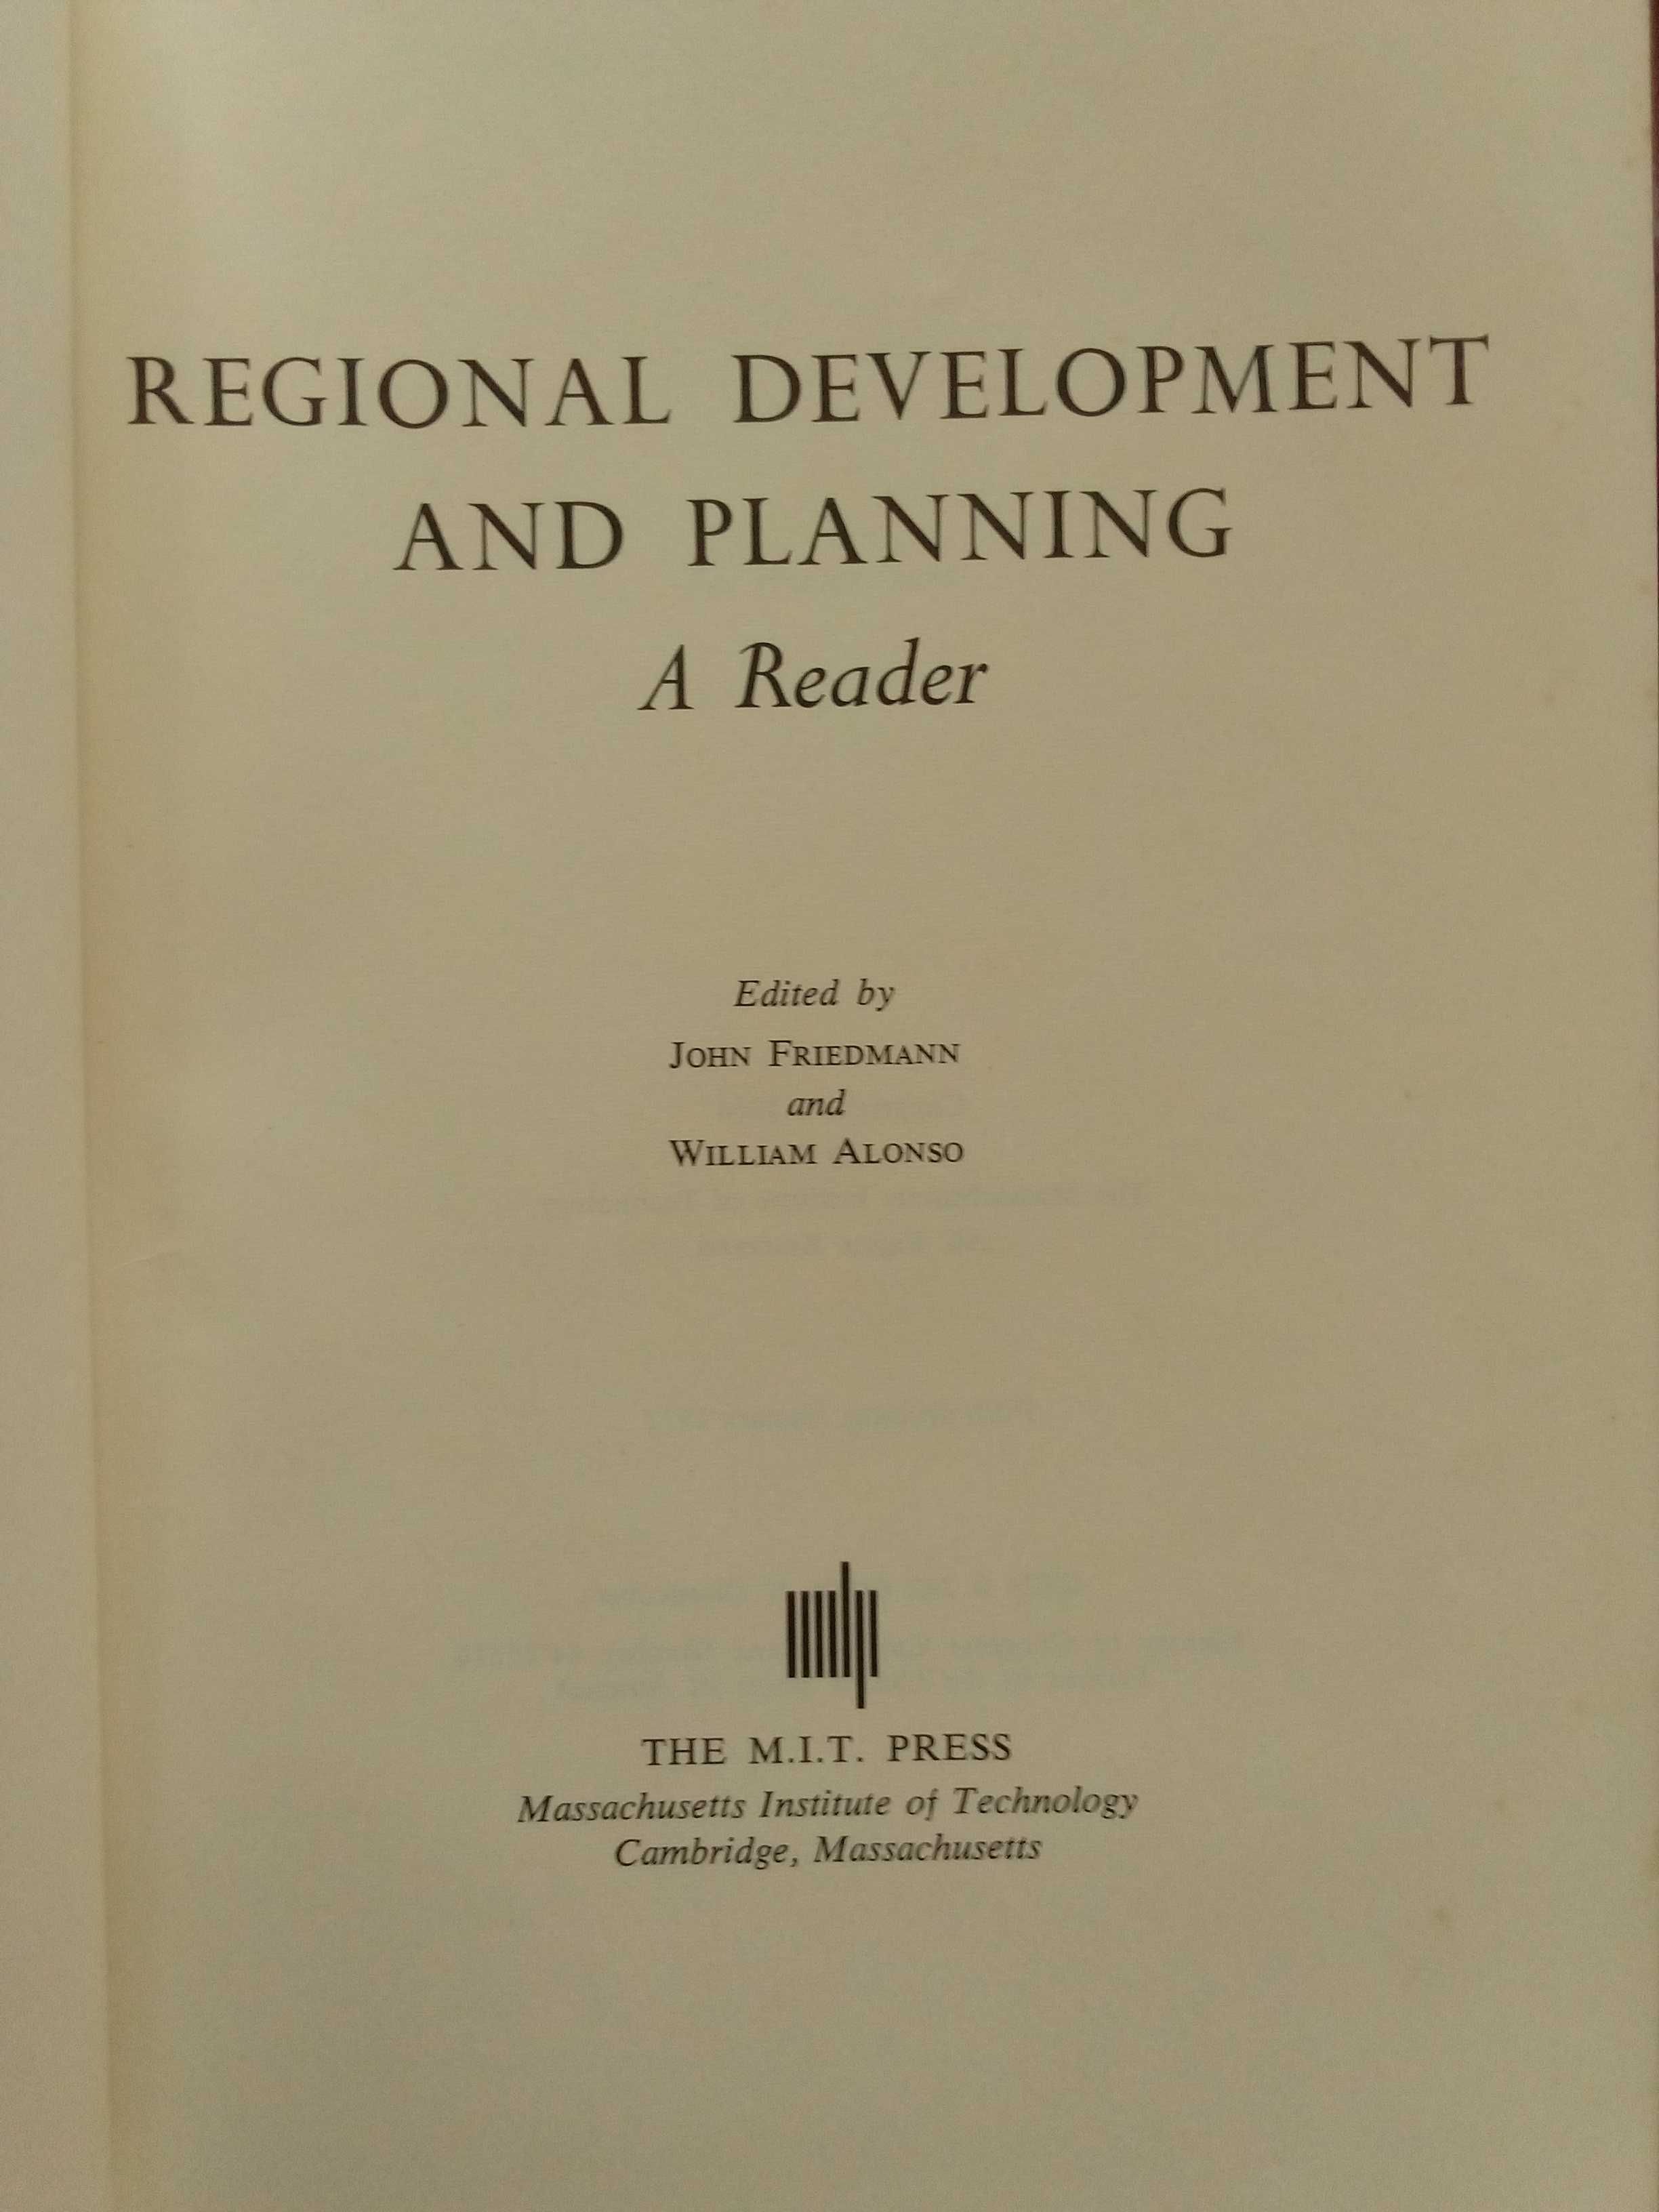 REGIONAL DEVELOPMENT
AND PLANNING
A Reader
Edited by
JOHN FRIEDMANN
and
WILLIAM ALONSO
THE M.I.T. PRESS
Massachusetts Institute of Technology
Cambridge, Massachusetts